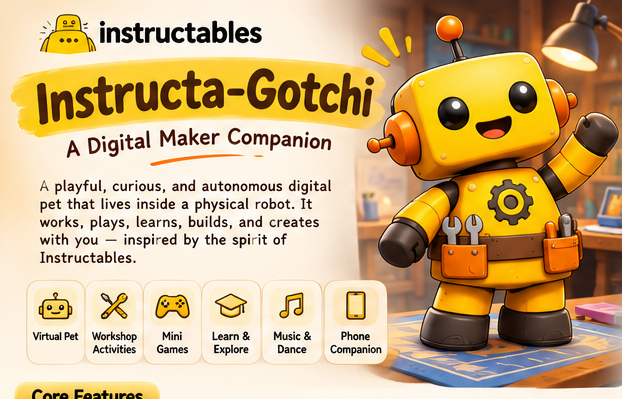 instructables
Instructa-Gotchi
A Digital Maker Companion
A playful, curious, and autonomous digital
pet that lives inside a physical robot. It
works, plays, learns, builds, and creates
with you — inspired by the spirit of
Instructables.
Virtual Pet
Workshop
Activities
Mini
Games
Learn &
Explore
Music &
Dance
Phone
Companion
Core Features